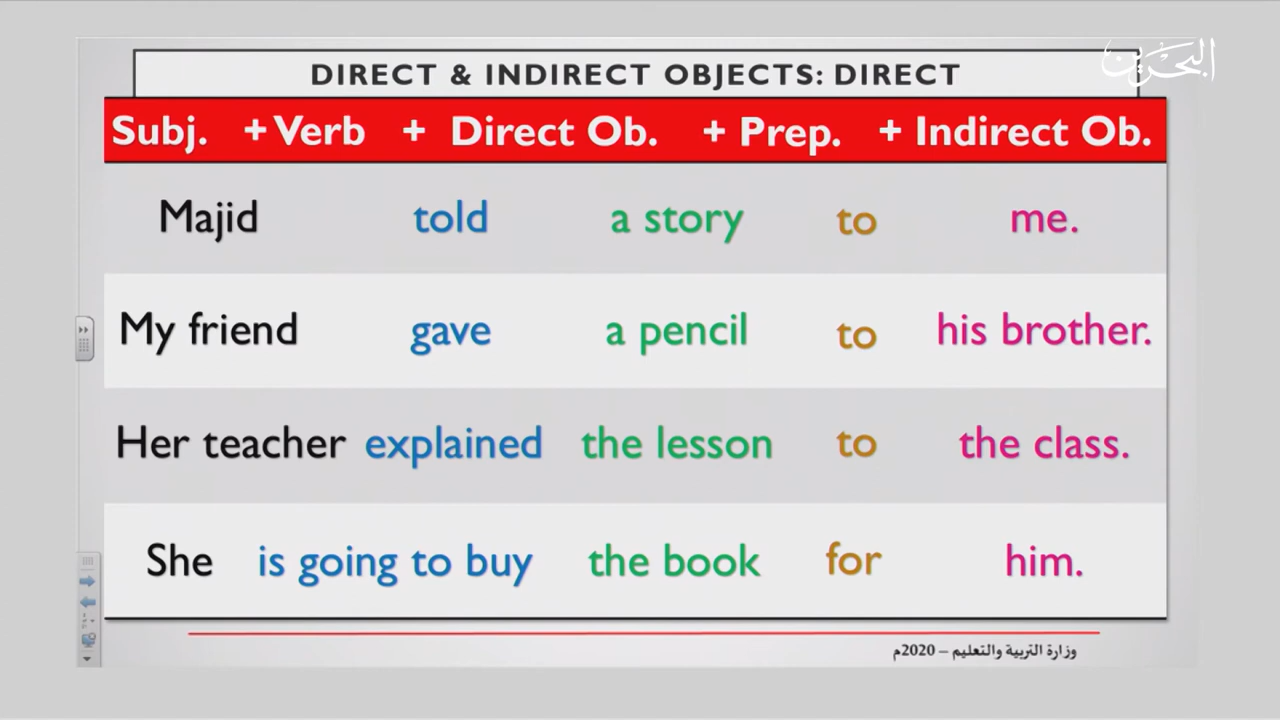 البحرين
DIRECT & INDIRECT OBJECTS: DIRECT
Subj. + Verb + Direct Ob. + Prep. + Indirect Ob.
Majid told a story to me.
My friend gave a pencil to his brother.
Her teacher explained the lesson to the class.
She is going to buy the book for him.
وزارة التربية والتعليم – 2020م